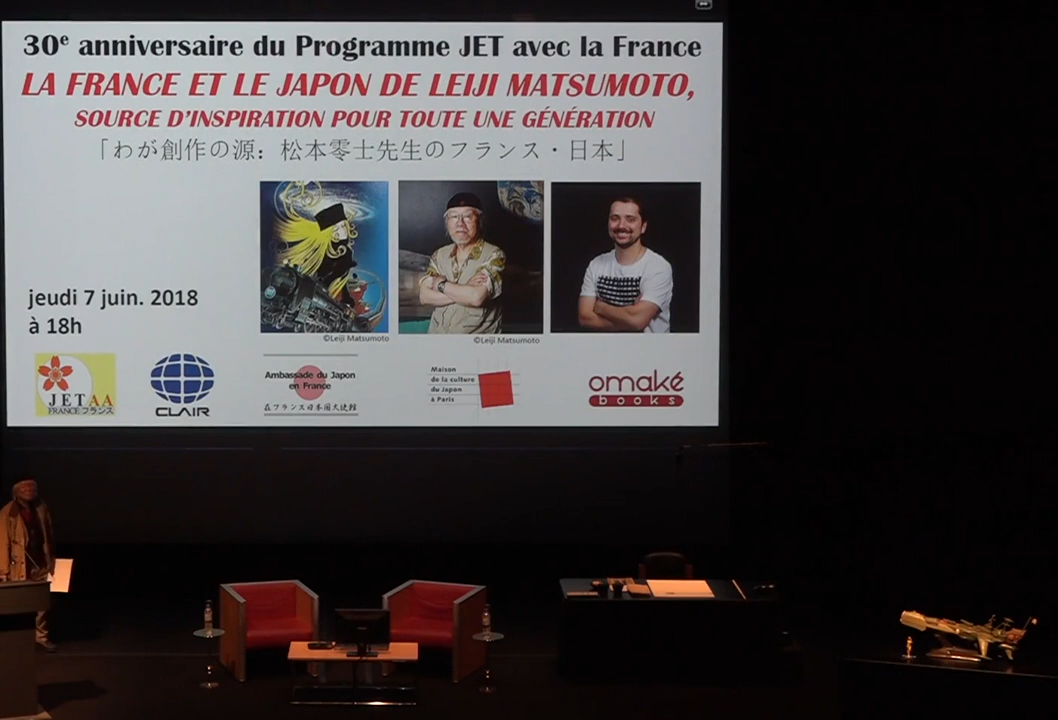 30e anniversaire du Programme JET avec la France
LA FRANCE ET LE JAPON DE LEIJI MATSUMOTO,
SOURCE D'INSPIRATION POUR TOUTE UNE GÉNÉRATION
「わが創作の源: 松本零士先生のフランス・日本」
jeudi 7 juin. 2018
à 18h
©Leiji Matsumoto
©Leiji Matsumoto
JETAA
FRANCE フランス
CLAIR
Ambassade du Japon
en France
在フランス日本国大使館
Maison
de la culture
du Japon
à Paris
omaké
books